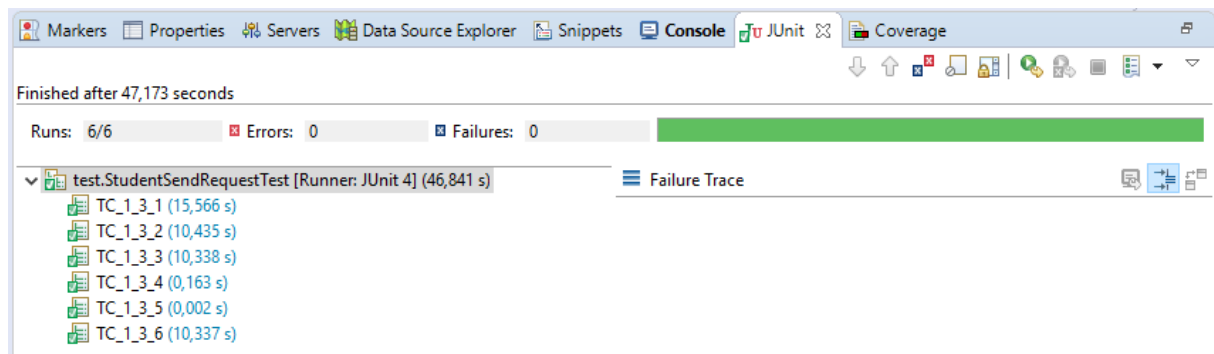 Markers Properties Servers Data Source Explorer Snippets Console JUnit Coverage
Finished after 47,173 seconds
Runs: 6/6 Errors: 0 Failures: 0
test.StudentSendRequestTest [Runner: JUnit 4] (46,841 s) Failure Trace
TC_1_3_1 (15,566 s)
TC_1_3_2 (10,435 s)
TC_1_3_3 (10,338 s)
TC_1_3_4 (0,163 s)
TC_1_3_5 (0,002 s)
TC_1_3_6 (10,337 s)